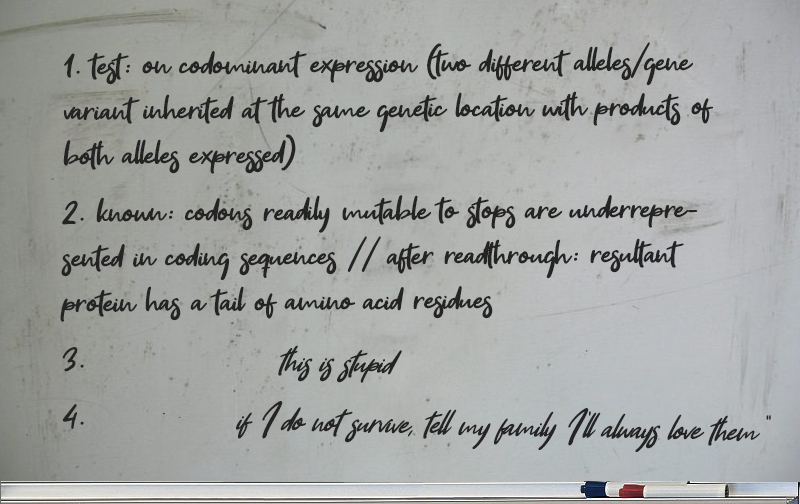 1. test: on codominant expression (two different alleles/gene
variant inherited at the same genetic location with products of
both alleles expressed)
2. known: codons readily mutable to stops are underrepre-
sented in coding sequences // after readthrough: resultant
protein has a tail of amino acid residues
3. this is stupid
4. if I do not survive, tell my family I'll always love them"